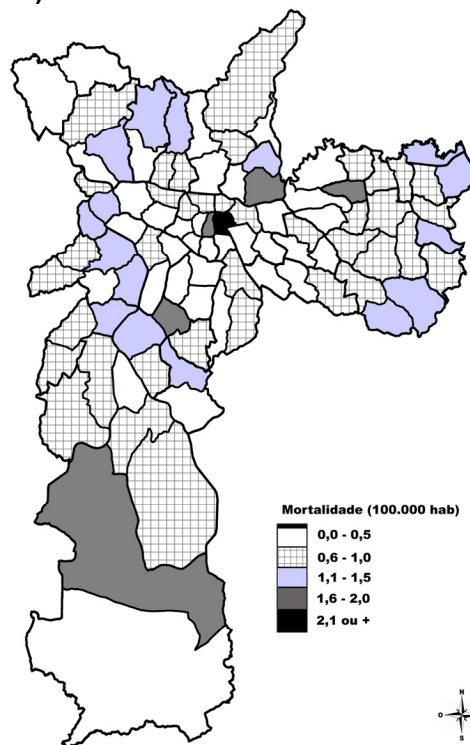 Mortalidade (100.000 hab)
0,0 - 0,5
0,6 - 1,0
1,1 - 1,5
1,6 - 2,0
2,1 ou +
N
O
S